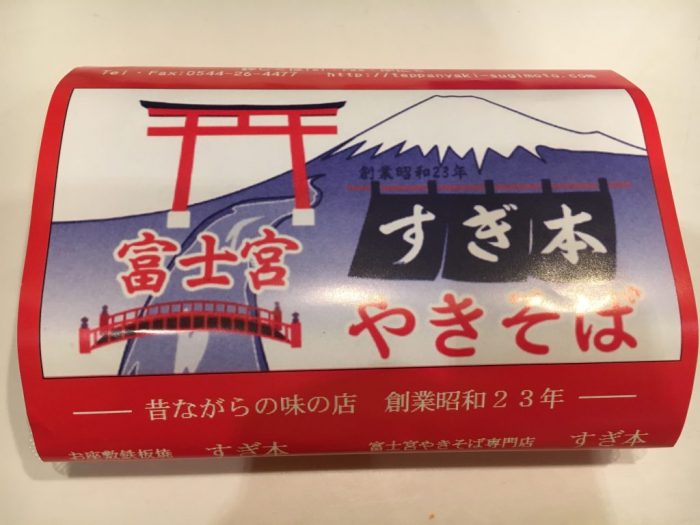 Tel・Fax:0544-26-4477 http://teppanyaki-sugimoto.com
創業昭和23年
すぎ本
富士宮
やきそば
昔ながらの味の店 創業昭和23年
お座敷鉄板焼 すぎ本 富士宮やきそば専門店 すぎ本